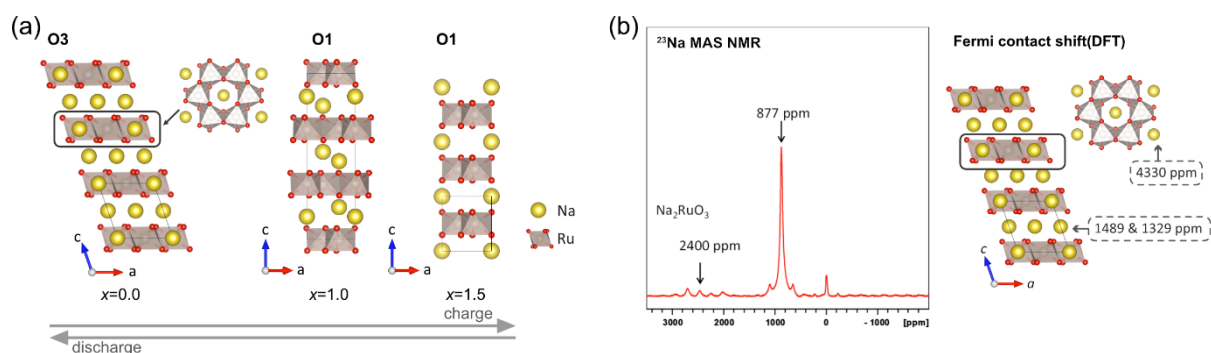 (a)
O3
O1
O1
c
a
c
a
c
a
Na
Ru
x=0.0
x=1.0
x=1.5
charge
discharge
(b)
²³Na MAS NMR
877 ppm
Na₂RuO₃
2400 ppm
3000
2000
1000
0
- 1000
[ppm]
Fermi contact shift(DFT)
4330 ppm
1489 & 1329 ppm
c
a